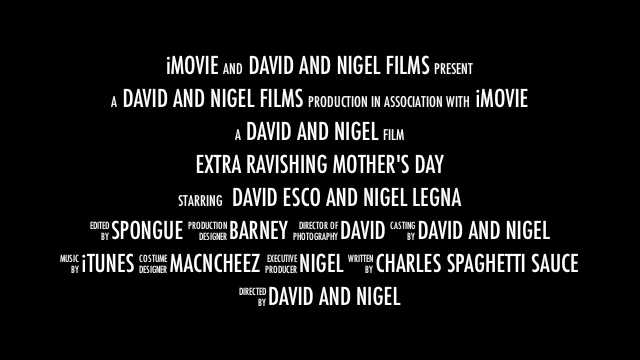 iMOVIE AND DAVID AND NIGEL FILMS PRESENT
A DAVID AND NIGEL FILMS PRODUCTION IN ASSOCIATION WITH iMOVIE
A DAVID AND NIGEL FILM
EXTRA RAVISHING MOTHER'S DAY
STARRING DAVID ESCO AND NIGEL LEGNA
EDITED BY SPONGUE PRODUCTION DESIGNER BARNEY DIRECTOR OF PHOTOGRAPHY DAVID CASTING BY DAVID AND NIGEL
MUSIC BY iTUNES COSTUME DESIGNER MACNCHEEZ EXECUTIVE PRODUCER NIGEL WRITTEN BY CHARLES SPAGHETTI SAUCE
DIRECTED BY DAVID AND NIGEL